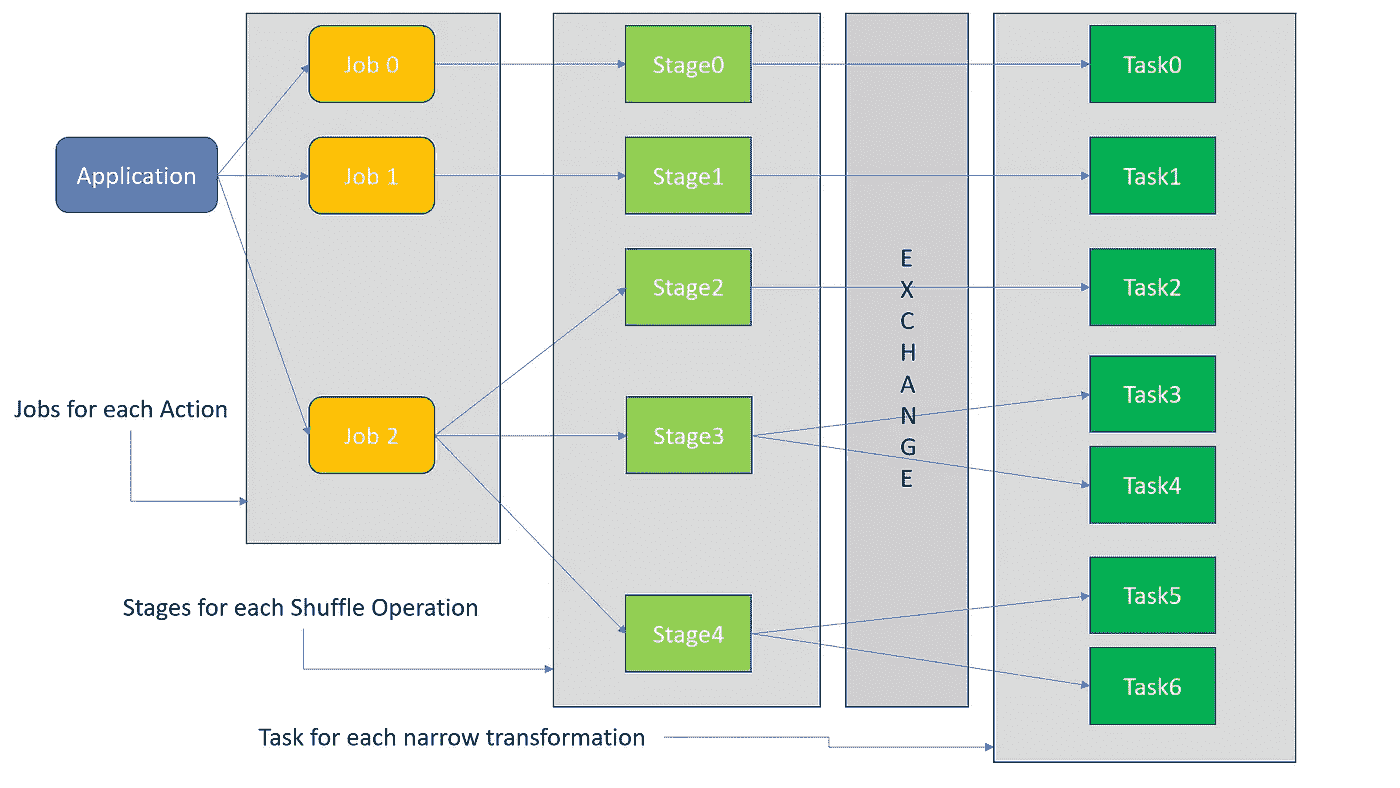 Job 0
Stage0
Task0
Application
Job 1
Stage1
Task1
Stage2
E
X
C
H
A
N
G
E
Task2
Task3
Jobs for each Action
Job 2
Stage3
Task4
Stages for each Shuffle Operation
Stage4
Task5
Task6
Task for each narrow transformation